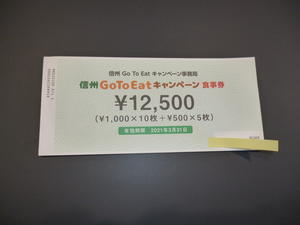 信州 Go To Eat キャンペーン事務局
信州 GoToEat キャンペーン 食事券
¥12,500
(¥1,000×10枚+¥500×5枚)
有効期限 2021年3月31日